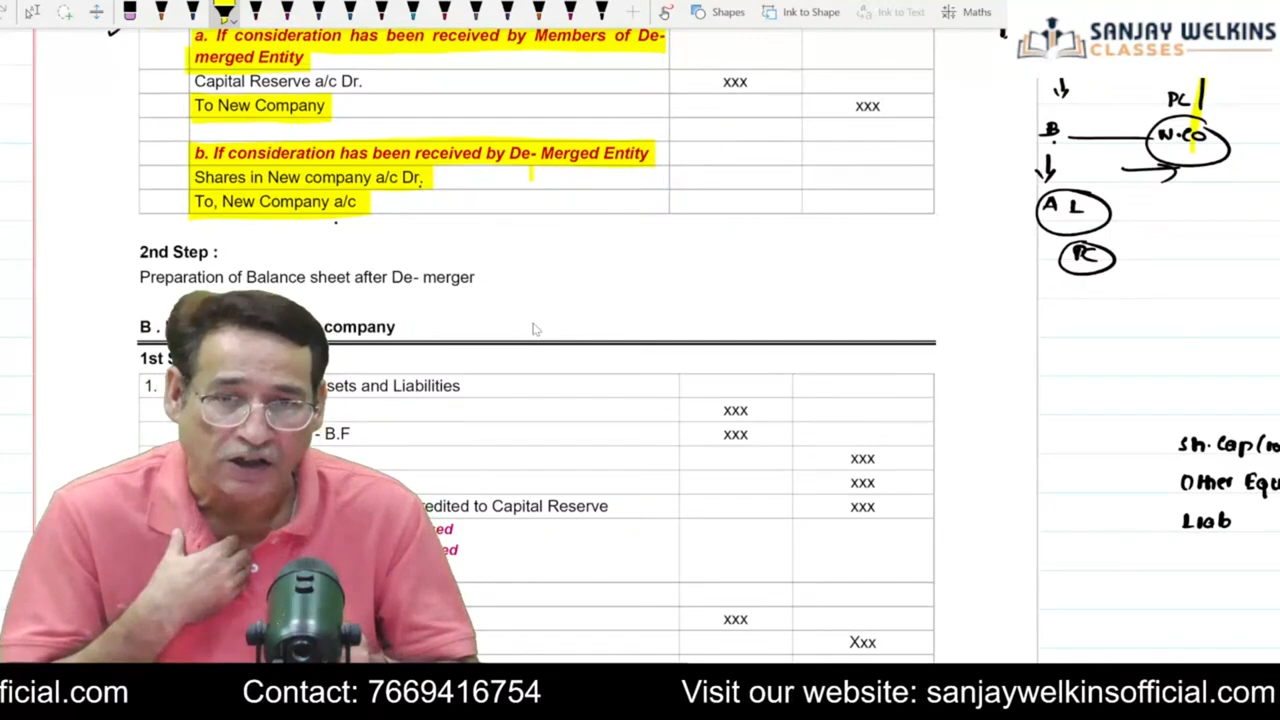 Shapes
Ink to Shape
Ink to Text
Maths
SANJAY WELKINS
CLASSES
a. If consideration has been received by Members of De-
merged Entity
Capital Reserve a/c Dr. xxx
To New Company xxx
b. If consideration has been received by De- Merged Entity
Shares in New company a/c Dr.
To, New Company a/c
PC
B N.CO
A L
PC
2nd Step :
Preparation of Balance sheet after De- merger
B . company
1st S
1. sets and Liabilities
xxx
- B.F xxx
xxx
xxx
redited to Capital Reserve xxx
ed
ed
xxx
Xxx
Sh. Cap
Other Equ
Liab
fficial.com Contact: 7669416754 Visit our website: sanjaywelkinsofficial.com